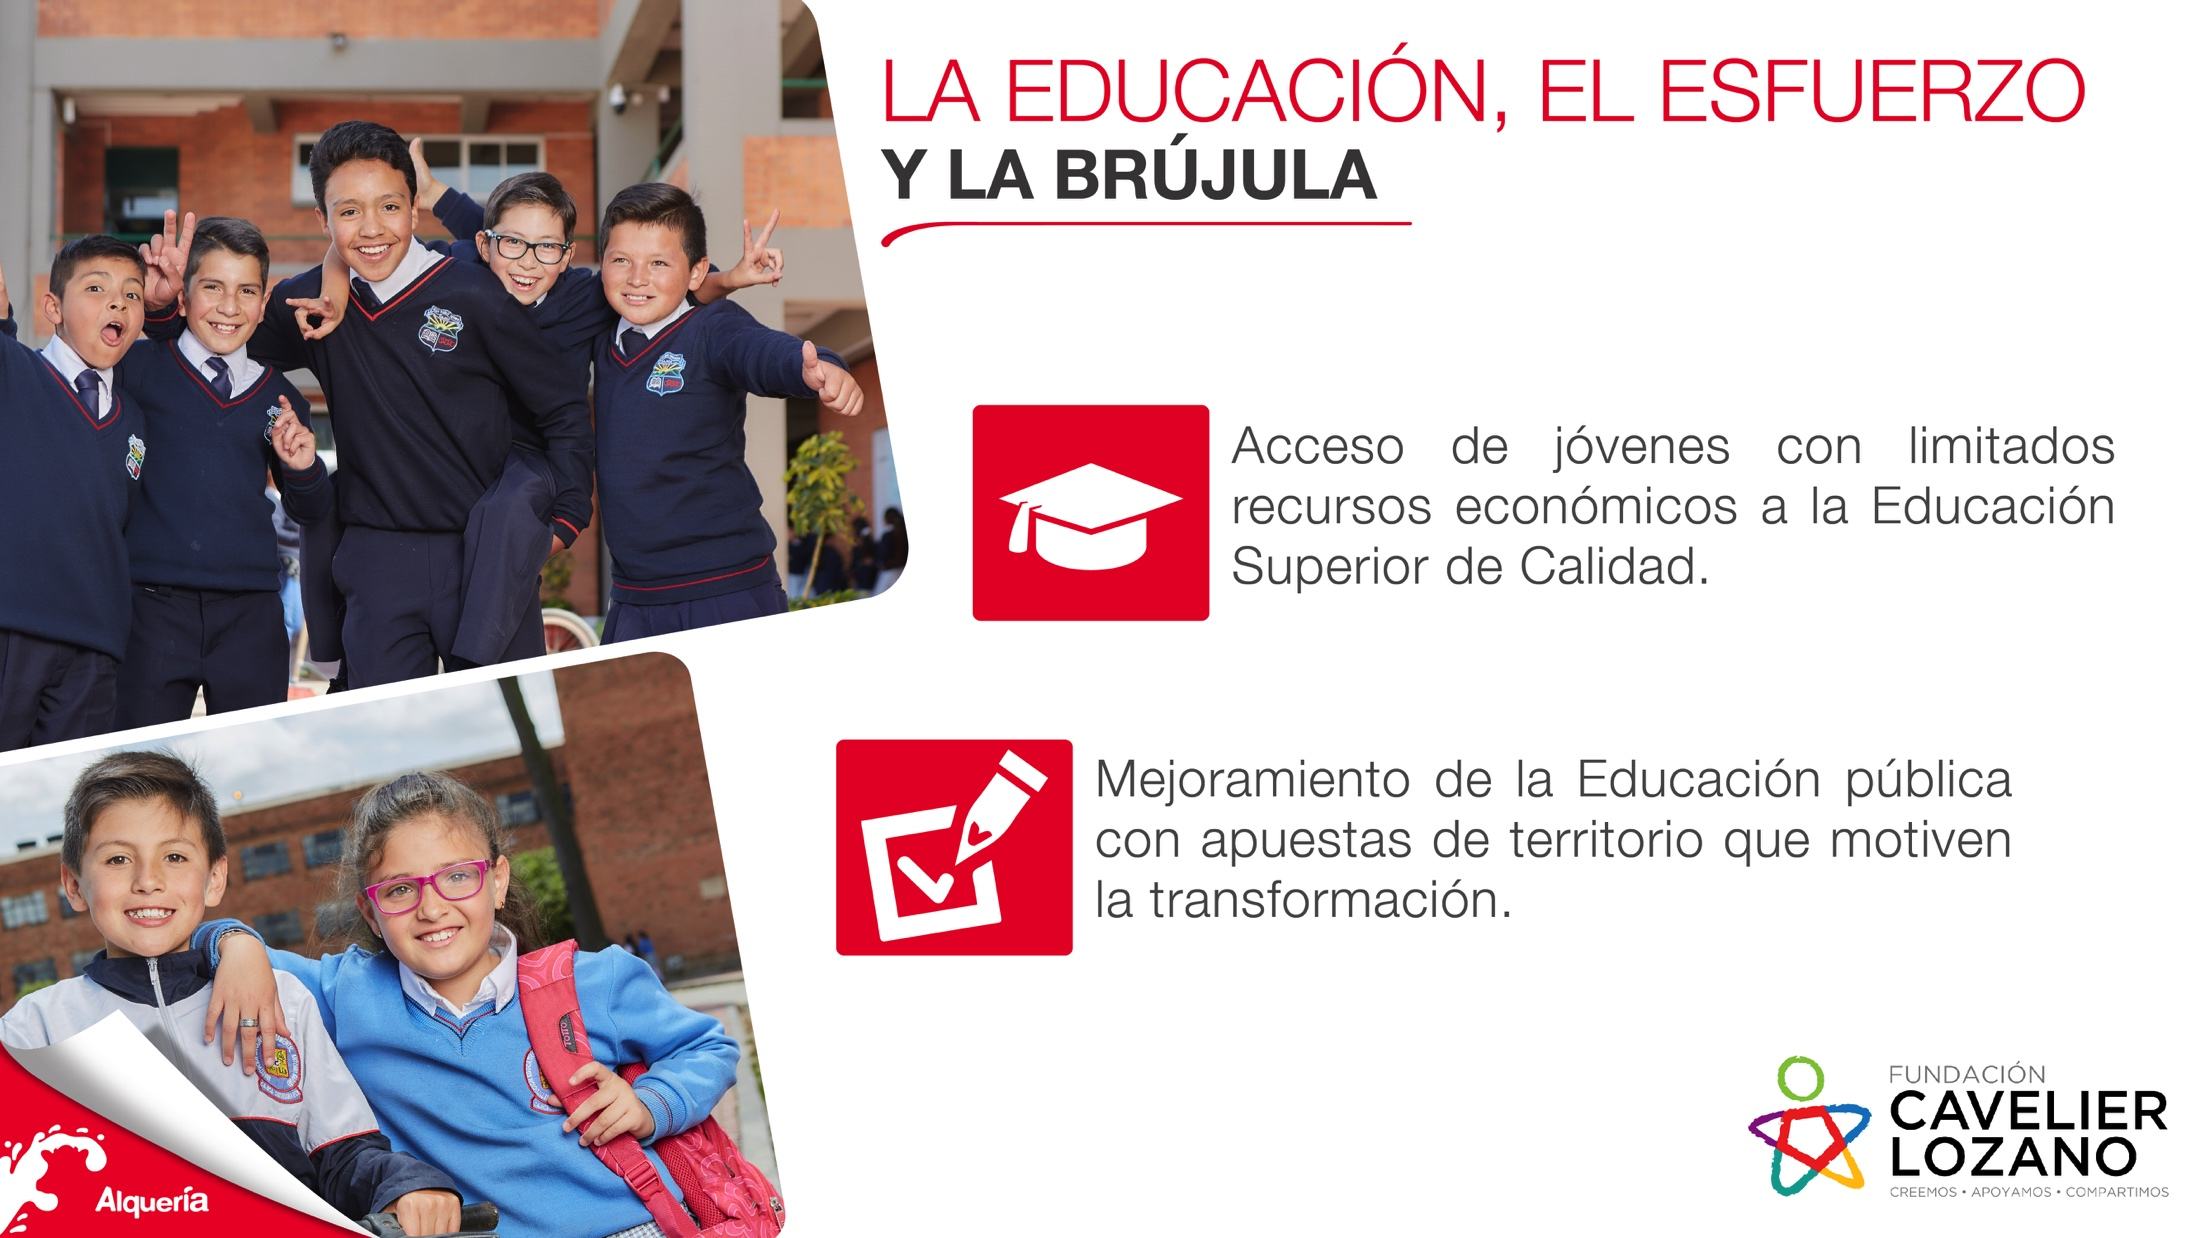 LA EDUCACIÓN, EL ESFUERZO
Y LA BRÚJULA
Acceso de jóvenes con limitados
recursos económicos a la Educación
Superior de Calidad.
Mejoramiento de la Educación pública
con apuestas de territorio que motiven
la transformación.
TOTTO
Alquería
FUNDACIÓN
CAVELIER
LOZANO
CREEMOS • APOYAMOS • COMPARTIMOS